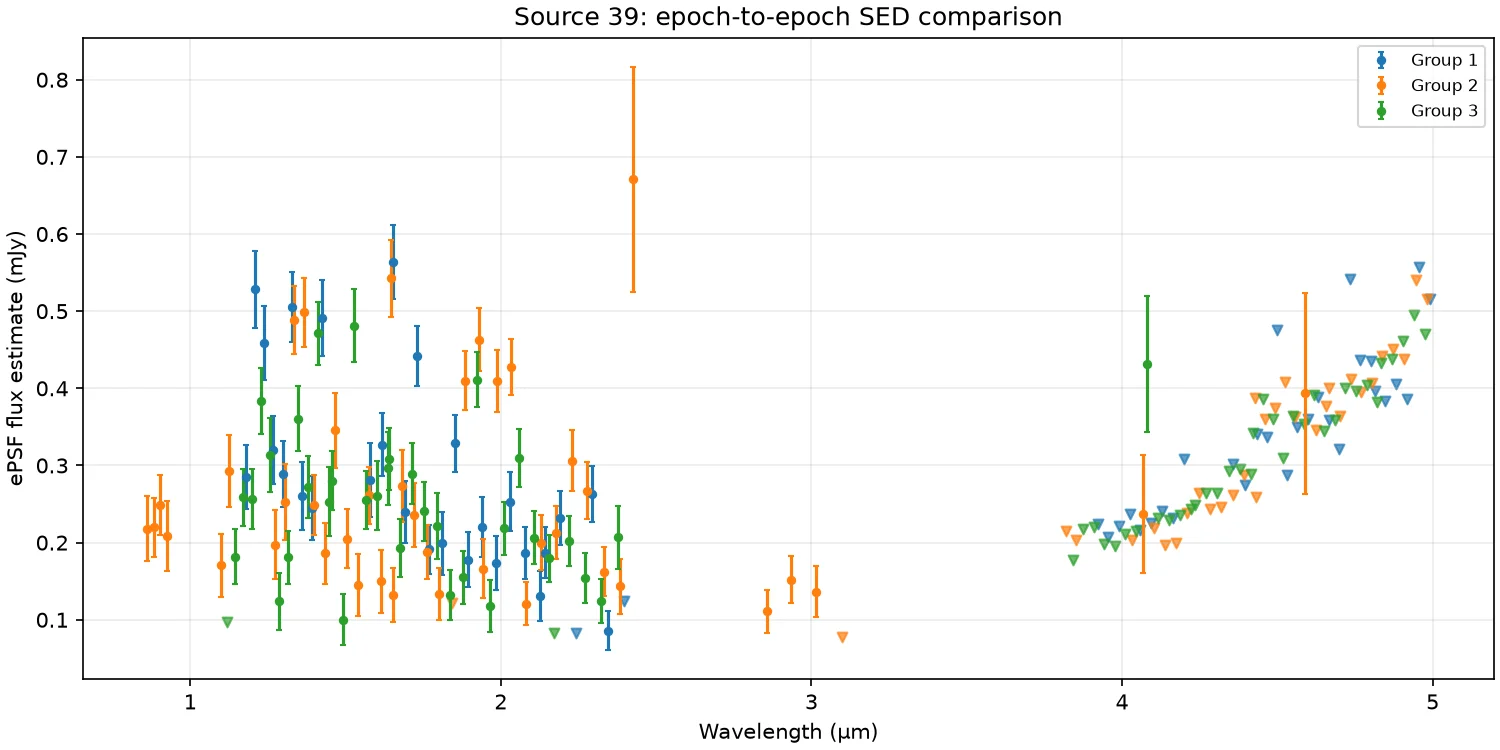 Source 39: epoch-to-epoch SED comparison
ePSF flux estimate (mJy)
0.8
0.7
0.6
0.5
0.4
0.3
0.2
0.1
Group 1
Group 2
Group 3
1 2 3 4 5
Wavelength (µm)